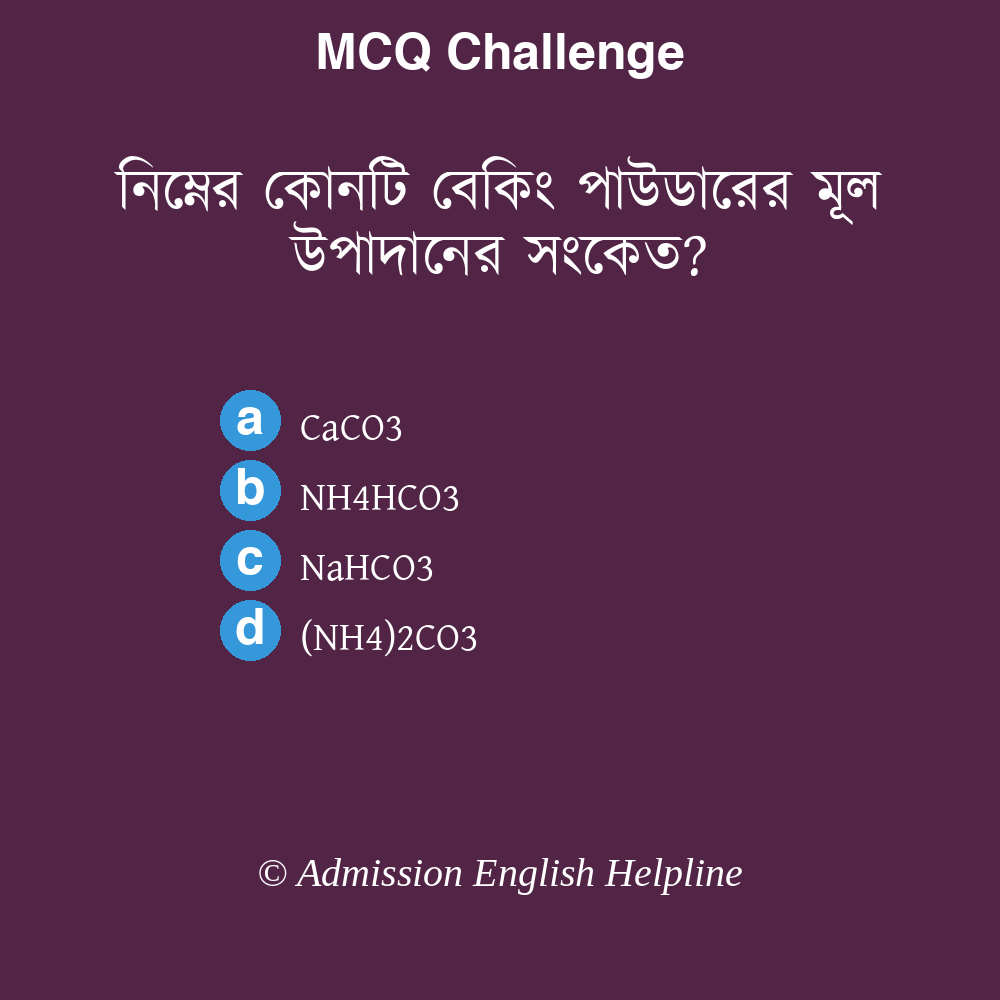 MCQ Challenge
নিম্নের কোনটি বেকিং পাউডারের মূল
উপাদানের সংকেত?
a CaCO3
b NH4HCO3
c NaHCO3
d (NH4)2CO3
© Admission English Helpline